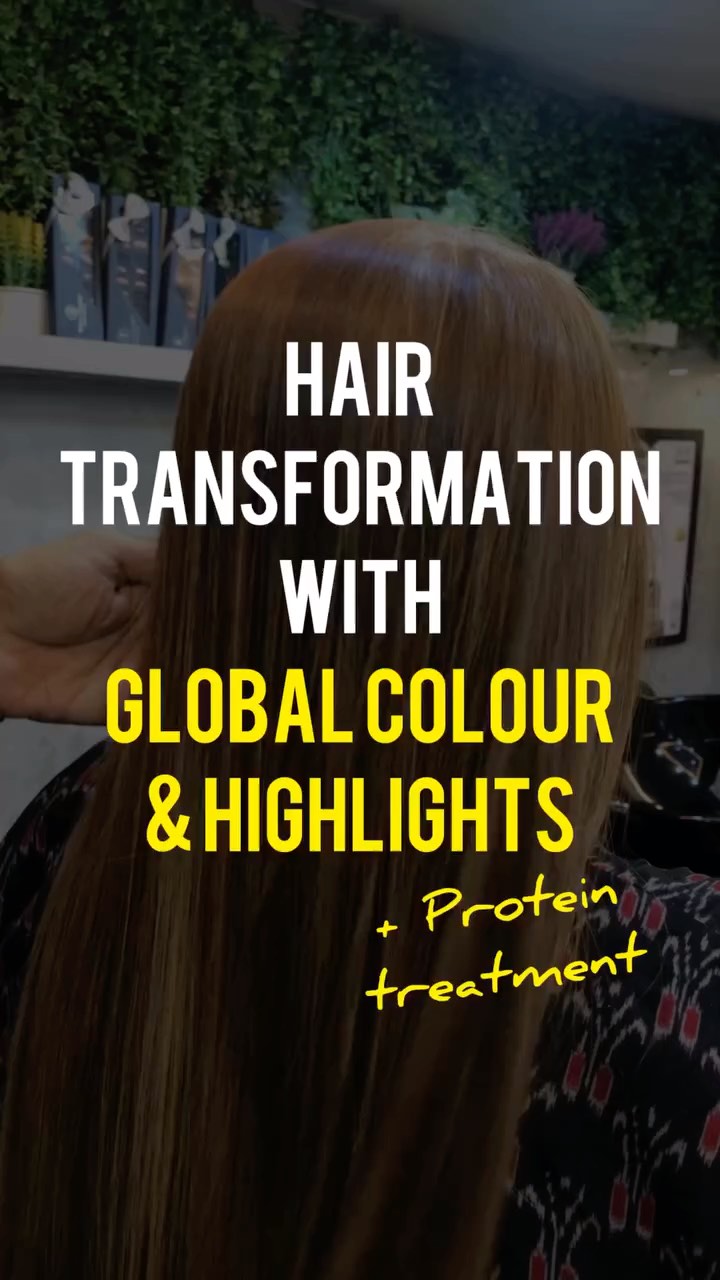 HAIR
TRANSFORMATION
WITH
GLOBAL COLOUR
& HIGHLIGHTS
+ Protein
treatment